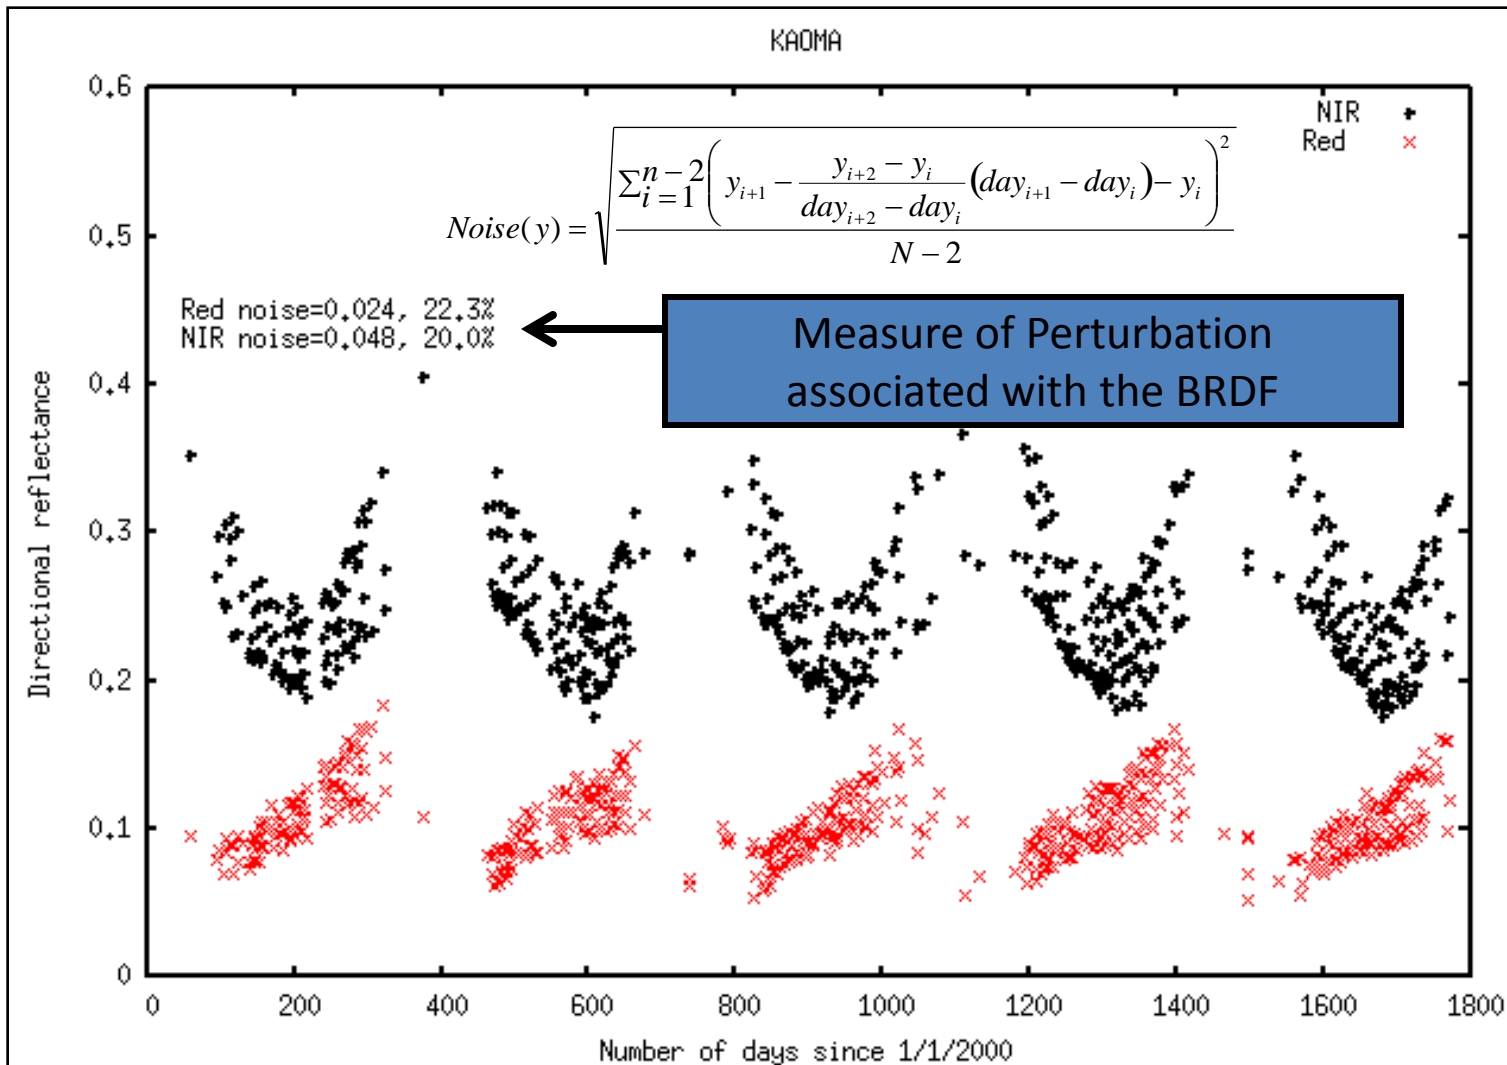 KAOMA
0.6
0.5
0.4
0.3
0.2
0.1
0
Directional reflectance
NIR
Red
Noise(y) = √(∑_{i=1}^{n-2}(y_{i+1} − (y_{i+2} − y_i)/(day_{i+2} − day_i) (day_{i+1} − day_i) − y_i)² / (N − 2))
Red noise=0.024, 22.3%
NIR noise=0.048, 20.0%
Measure of Perturbation
associated with the BRDF
0 200 400 600 800 1000 1200 1400 1600 1800
Number of days since 1/1/2000